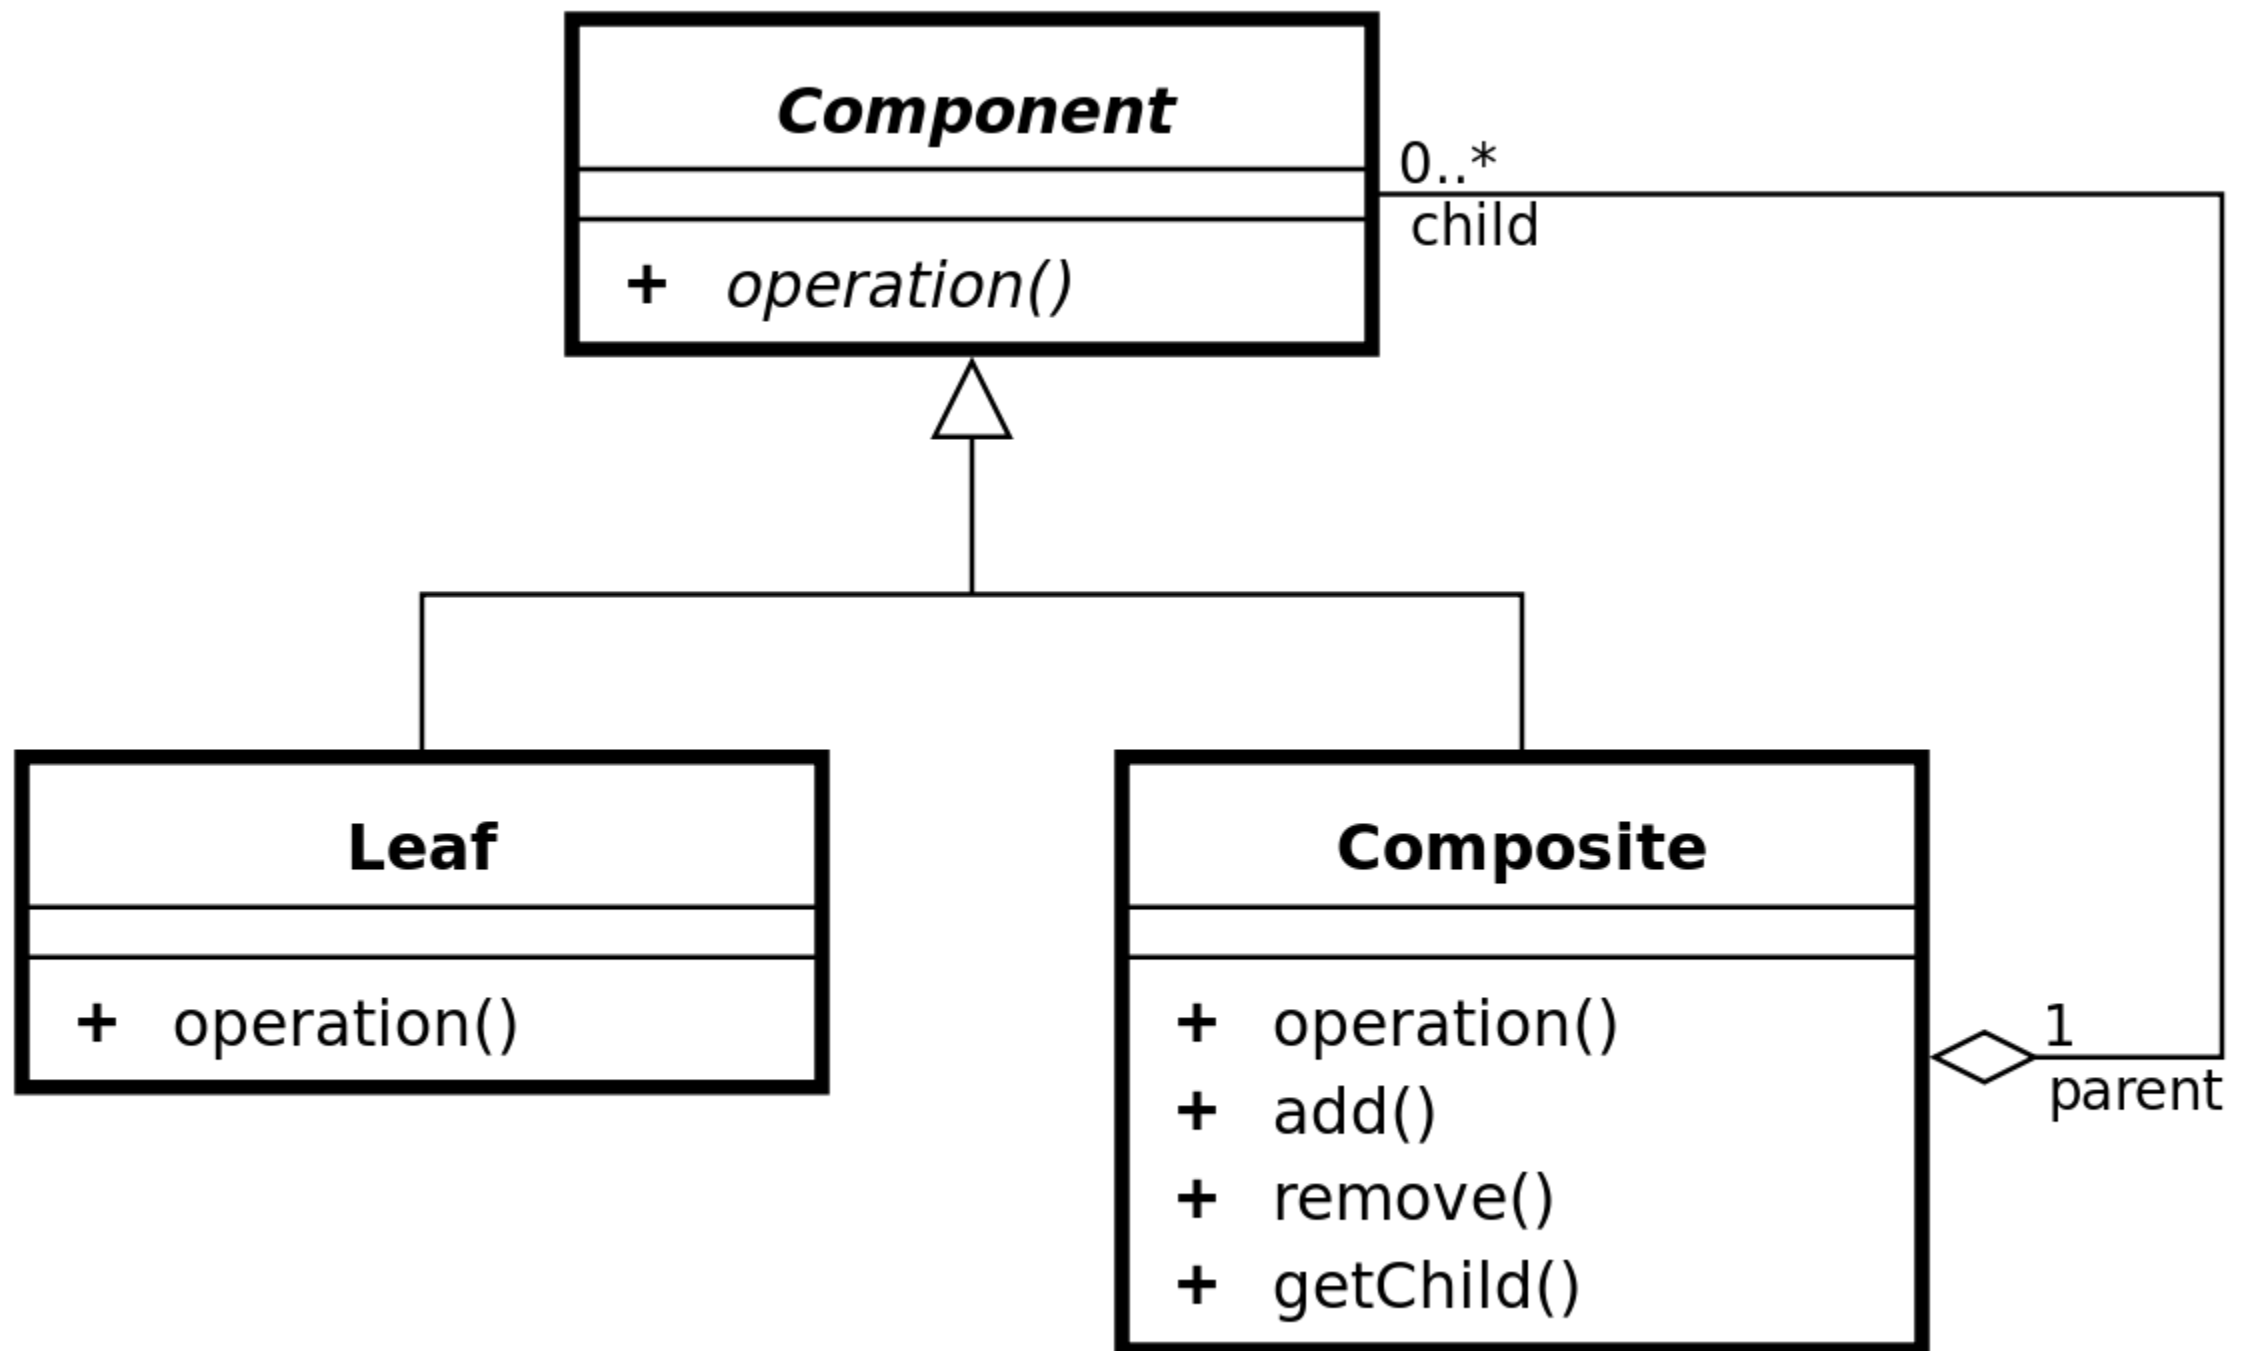 Component
0..*
child
+ operation()
Leaf
+ operation()
Composite
+ operation()
+ add()
+ remove()
+ getChild()
1
parent